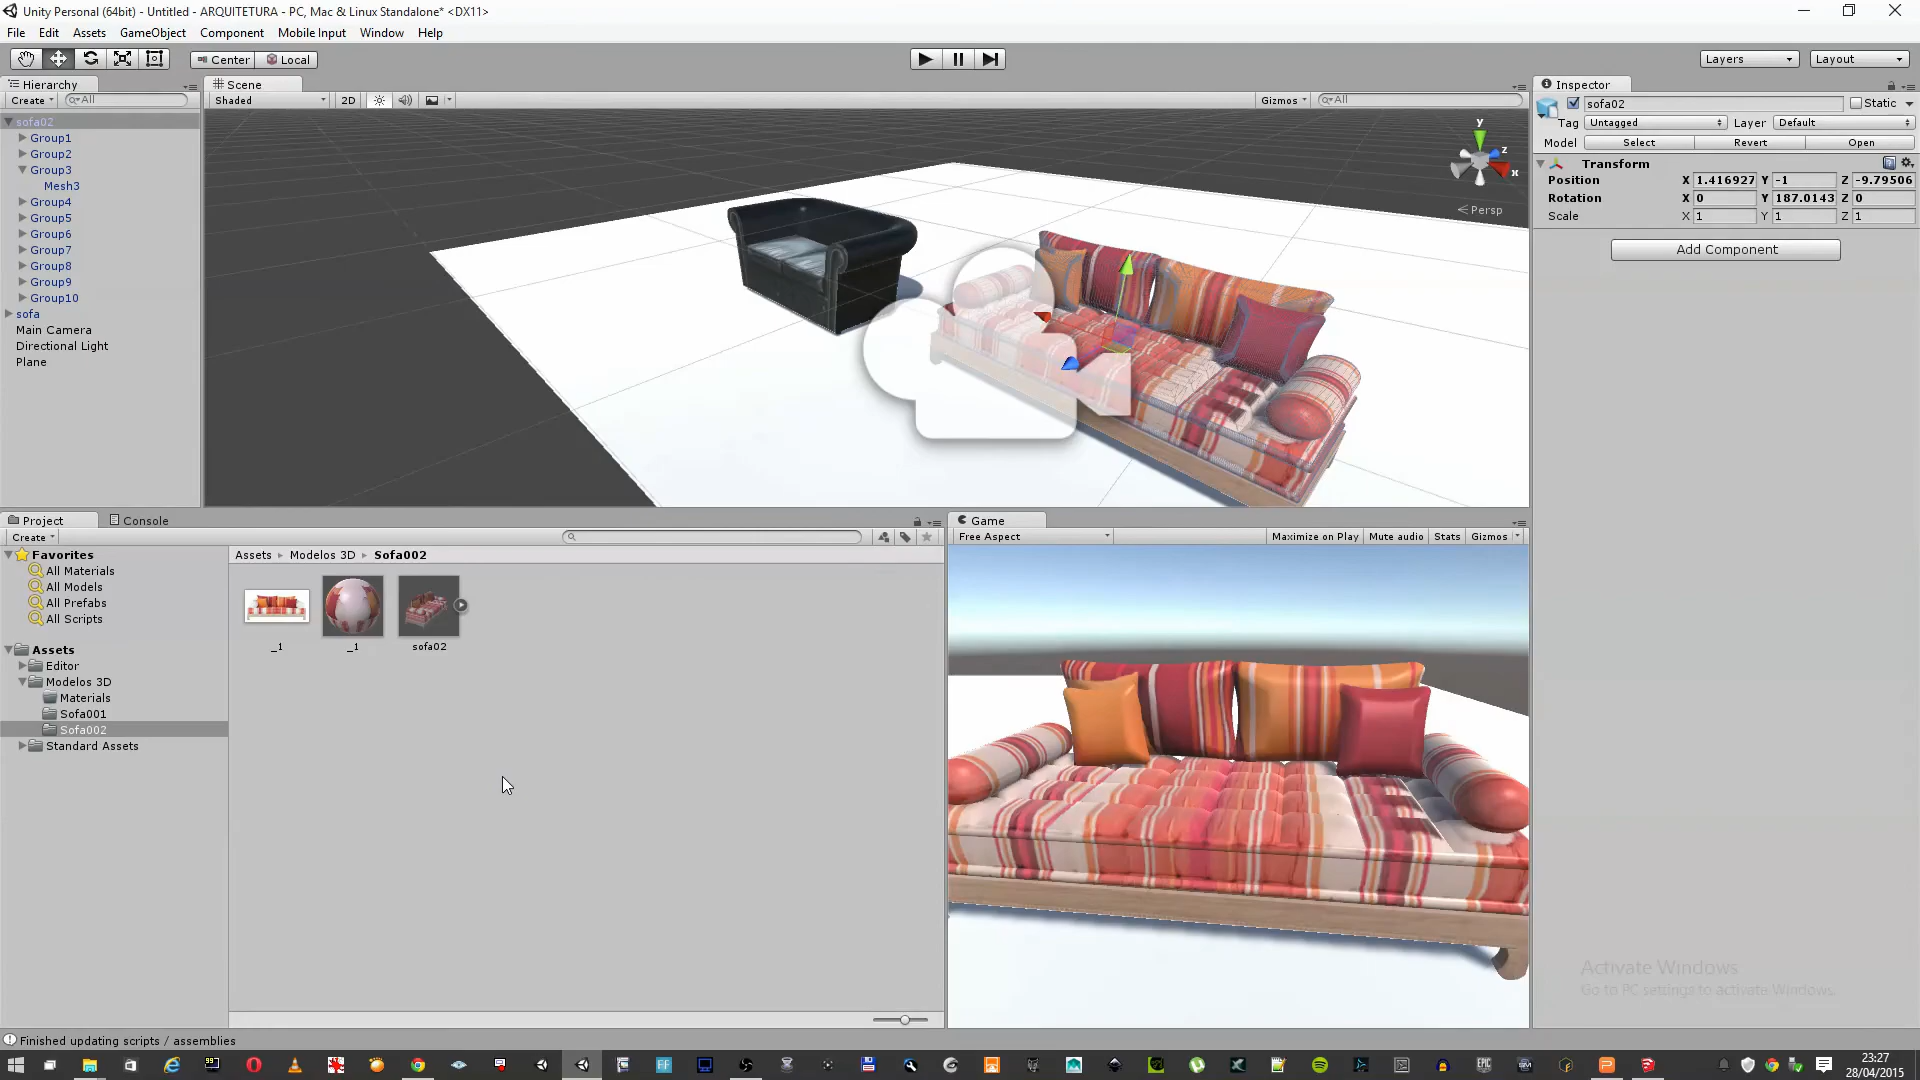 Unity Personal (64bit) - Untitled - ARQUITETURA - PC, Mac & Linux Standalone* <DX11>
File Edit Assets GameObject Component Mobile Input Window Help
Center Local Layers Layout
Hierarchy
Create All
sofa02
Group1
Group2
Group3
Mesh3
Group4
Group5
Group6
Group7
Group8
Group9
Group10
sofa
Main Camera
Directional Light
Plane
Scene
Shaded 2D Gizmos All
y
z
x
Persp
Inspector
sofa02 Static
Tag Untagged Layer Default
Model Select Revert Open
Transform
Position X 1.416927 Y -1 Z -9.79506
Rotation X 0 Y 187.0143 Z 0
Scale X 1 Y 1 Z 1
Add Component
Project Console
Create
Favorites
All Materials
All Models
All Prefabs
All Scripts
Assets
Editor
Modelos 3D
Materials
Sofa001
Sofa002
Standard Assets
Assets Modelos 3D Sofa002
_1 _1 sofa02
Game
Free Aspect Maximize on Play Mute audio Stats Gizmos
Activate Windows
Go to PC settings to activate Windows.
Finished updating scripts / assemblies
23:27
28/04/2015